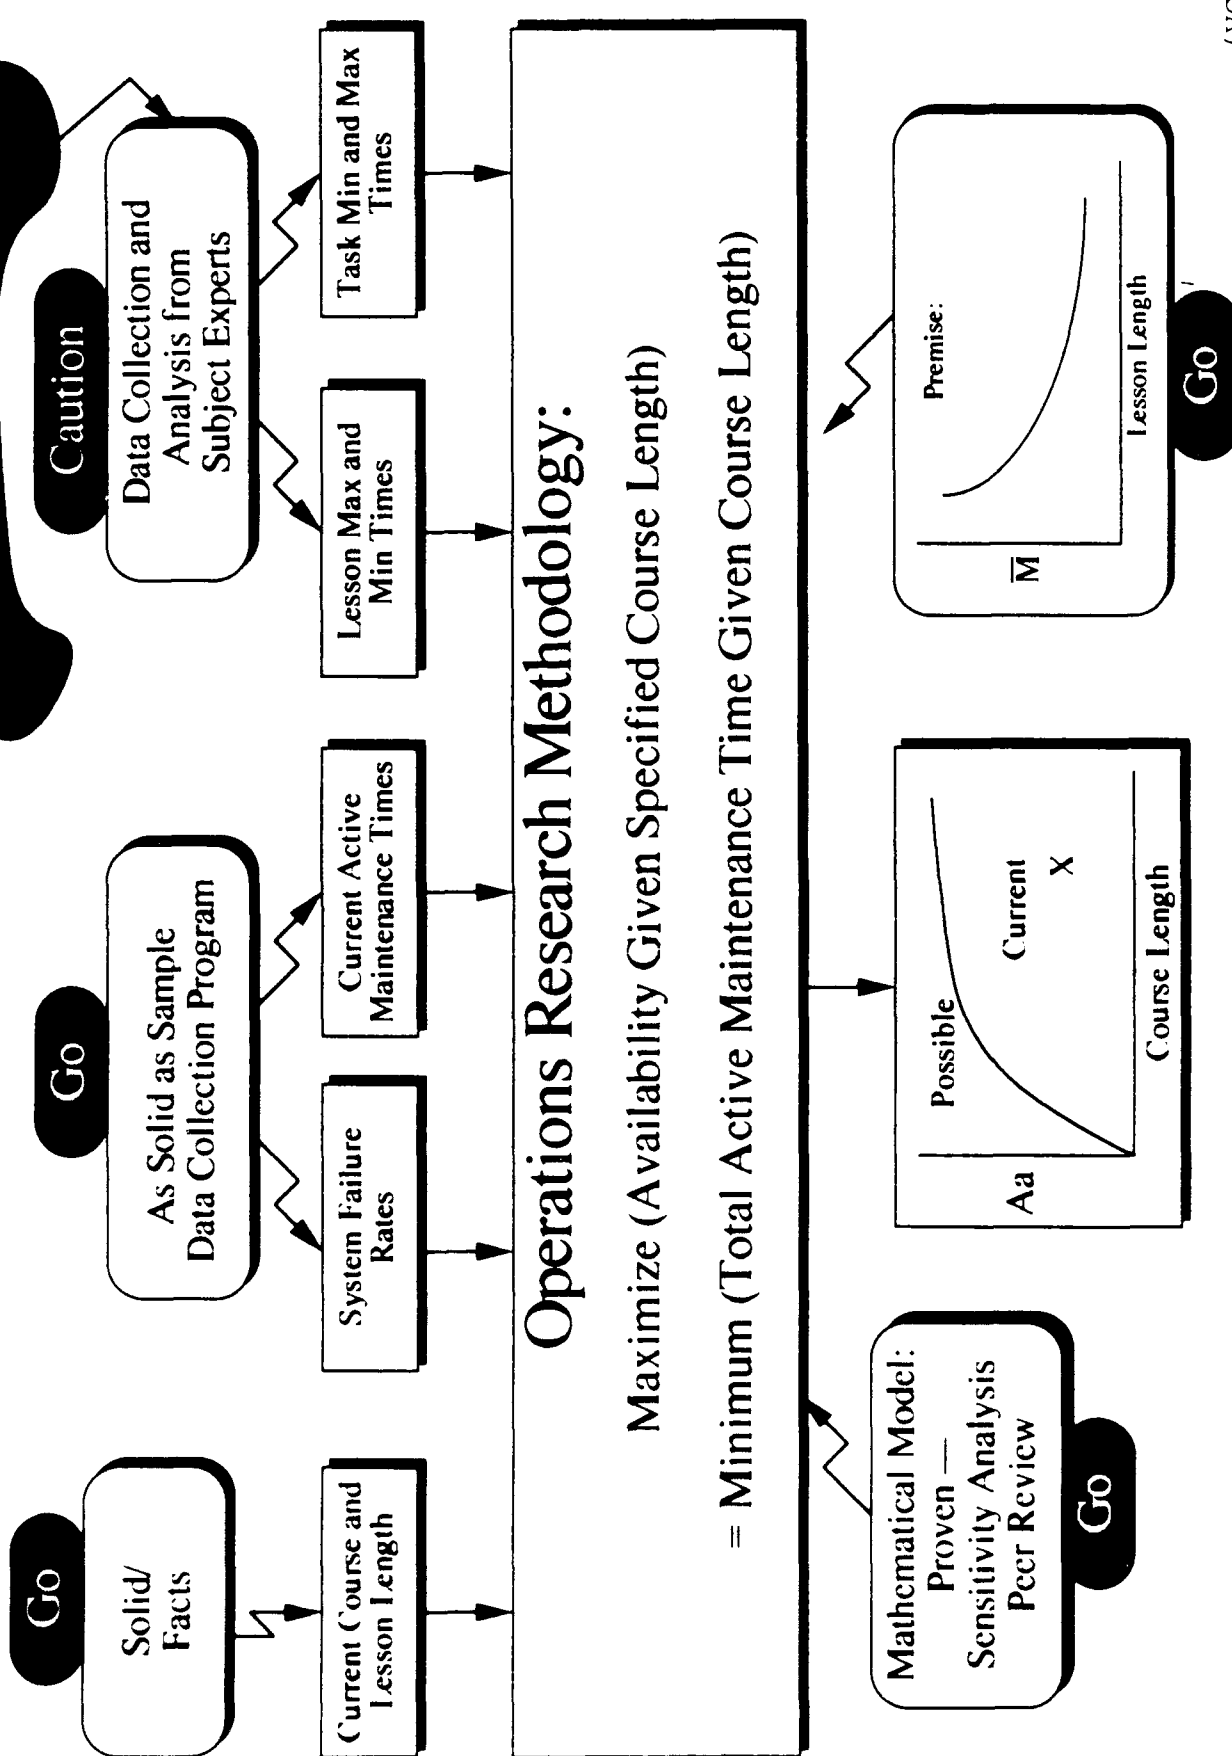 Go
Solid/
Facts
Current Course and
Lesson Length
Go
As Solid as Sample
Data Collection Program
System Failure
Rates
Current Active
Maintenance Times
Caution
Data Collection and
Analysis from
Subject Experts
Lesson Max and
Min Times
Task Min and Max
Times
Operations Research Methodology:
Maximize (Availability Given Specified Course Length)
= Minimum (Total Active Maintenance Time Given Course Length)
Mathematical Model:
Proven —
Sensitivity Analysis
Peer Review
Go
Aa
Possible
Current
X
Course Length
Premise:
M̅
Lesson Length
Go